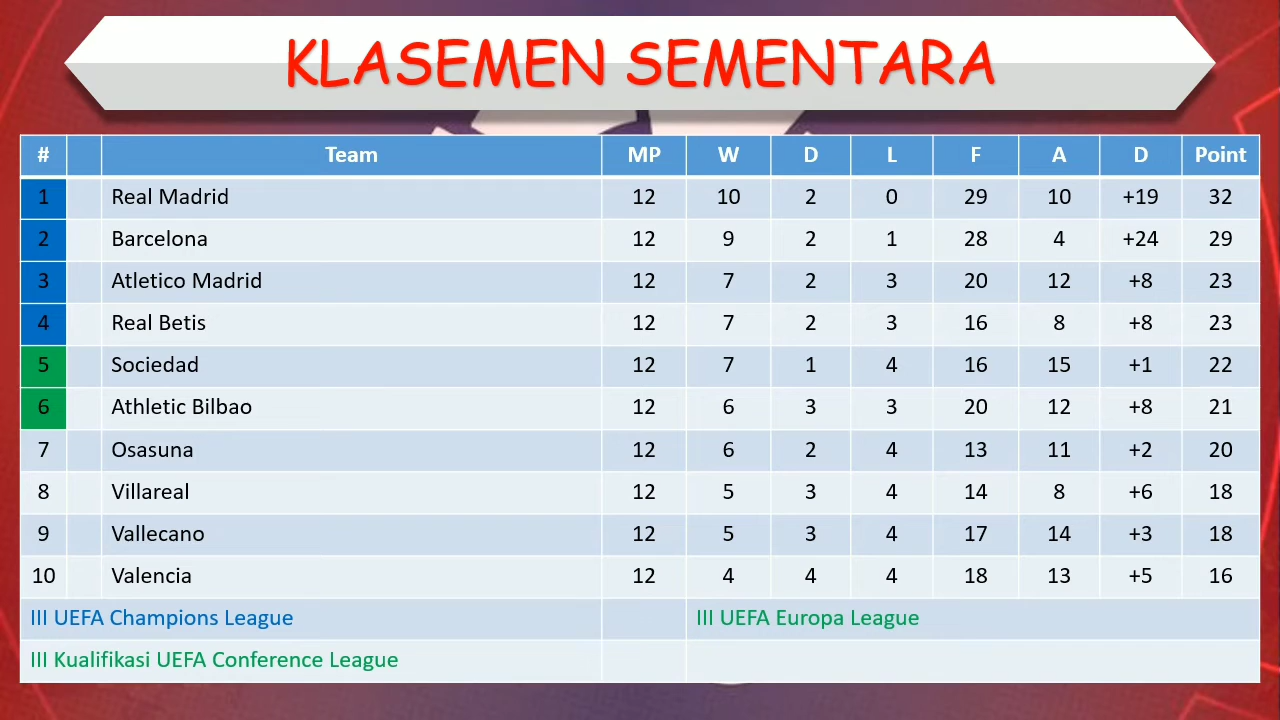 KLASEMEN SEMENTARA
# Team MP W D L F A D Point
1 Real Madrid 12 10 2 0 29 10 +19 32
2 Barcelona 12 9 2 1 28 4 +24 29
3 Atletico Madrid 12 7 2 3 20 12 +8 23
4 Real Betis 12 7 2 3 16 8 +8 23
5 Sociedad 12 7 1 4 16 15 +1 22
6 Athletic Bilbao 12 6 3 3 20 12 +8 21
7 Osasuna 12 6 2 4 13 11 +2 20
8 Villareal 12 5 3 4 14 8 +6 18
9 Vallecano 12 5 3 4 17 14 +3 18
10 Valencia 12 4 4 4 18 13 +5 16
III UEFA Champions League III UEFA Europa League
III Kualifikasi UEFA Conference League